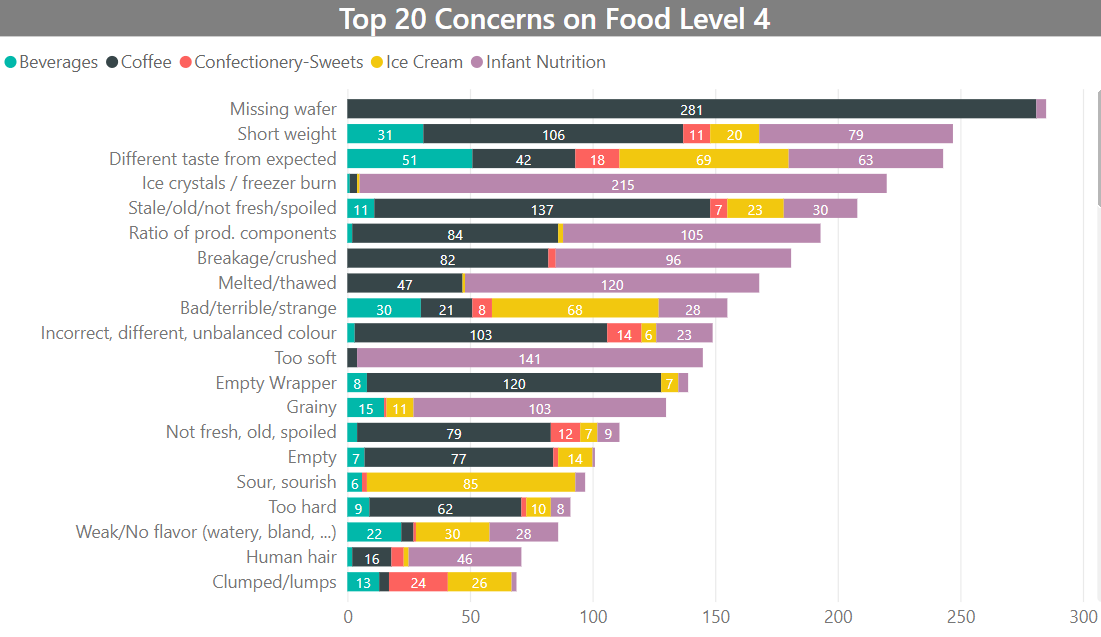 Top 20 Concerns on Food Level 4
Beverages Coffee Confectionery-Sweets Ice Cream Infant Nutrition
Missing wafer 281
Short weight 31 106 11 20 79
Different taste from expected 51 42 18 69 63
Ice crystals / freezer burn 215
Stale/old/not fresh/spoiled 11 137 7 23 30
Ratio of prod. components 84 105
Breakage/crushed 82 96
Melted/thawed 47 120
Bad/terrible/strange 30 21 8 68 28
Incorrect, different, unbalanced colour 103 14 6 23
Too soft 141
Empty Wrapper 8 120 7
Grainy 15 11 103
Not fresh, old, spoiled 79 12 7 9
Empty 7 77 14
Sour, sourish 6 85
Too hard 9 62 10 8
Weak/No flavor (watery, bland, ...) 22 30 28
Human hair 16 46
Clumped/lumps 13 24 26
0 50 100 150 200 250 300